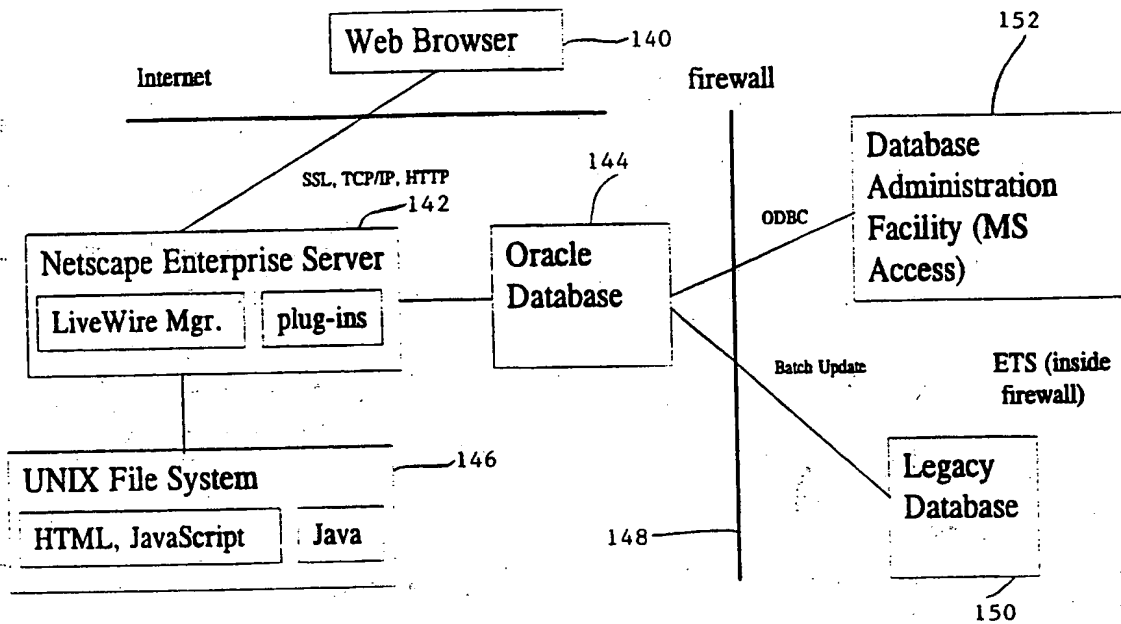 Web Browser
140
152
Internet
firewall
SSL, TCP/IP, HTTP
142
144
ODBC
Database
Administration
Facility (MS
Access)
Netscape Enterprise Server
LiveWire Mgr.
plug-ins
Oracle
Database
Batch Update
ETS (inside
firewall)
UNIX File System
146
HTML, JavaScript
Java
148
Legacy
Database
150